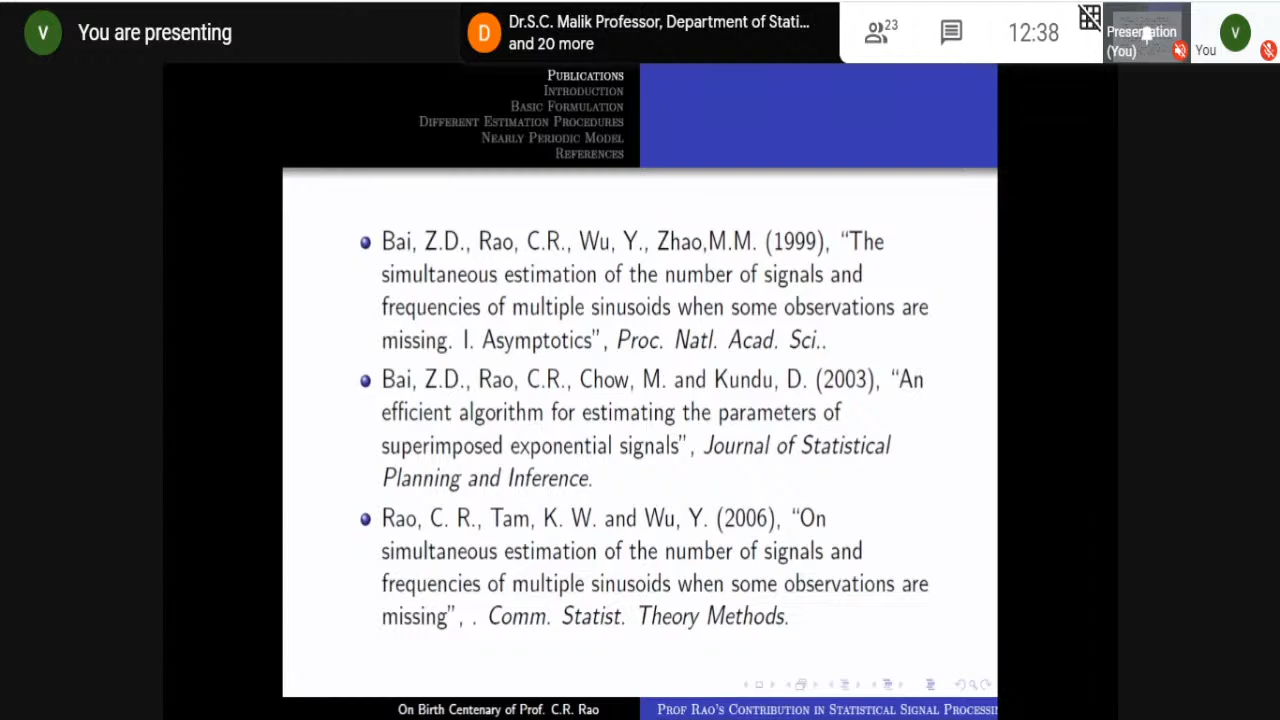 V You are presenting
D Dr.S.C. Malik Professor, Department of Stati...
and 20 more
23
12:38
Presentation
(You)
You
V
PUBLICATIONS
INTRODUCTION
BASIC FORMULATION
DIFFERENT ESTIMATION PROCEDURES
NEARLY PERIODIC MODEL
REFERENCES
Bai, Z.D., Rao, C.R., Wu, Y., Zhao,M.M. (1999), “The
simultaneous estimation of the number of signals and
frequencies of multiple sinusoids when some observations are
missing. I. Asymptotics”, Proc. Natl. Acad. Sci..
Bai, Z.D., Rao, C.R., Chow, M. and Kundu, D. (2003), “An
efficient algorithm for estimating the parameters of
superimposed exponential signals”, Journal of Statistical
Planning and Inference.
Rao, C. R., Tam, K. W. and Wu, Y. (2006), “On
simultaneous estimation of the number of signals and
frequencies of multiple sinusoids when some observations are
missing”, . Comm. Statist. Theory Methods.
On Birth Centenary of Prof. C.R. Rao
PROF RAO'S CONTRIBUTION IN STATISTICAL SIGNAL PROCESSIN